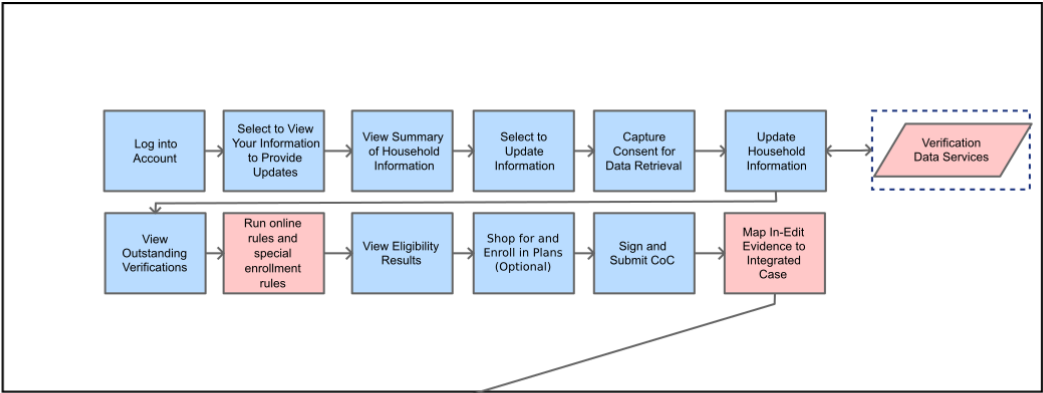 Log into
Account
Select to View
Your Information
to Provide
Updates
View Summary
of Household
Information
Select to
Update
Information
Capture
Consent for
Data Retrieval
Update
Household
Information
Verification
Data Services
View
Outstanding
Verifications
Run online
rules and
special
enrollment
rules
View Eligibility
Results
Shop for and
Enroll in Plans
(Optional)
Sign and
Submit CoC
Map In-Edit
Evidence to
Integrated
Case